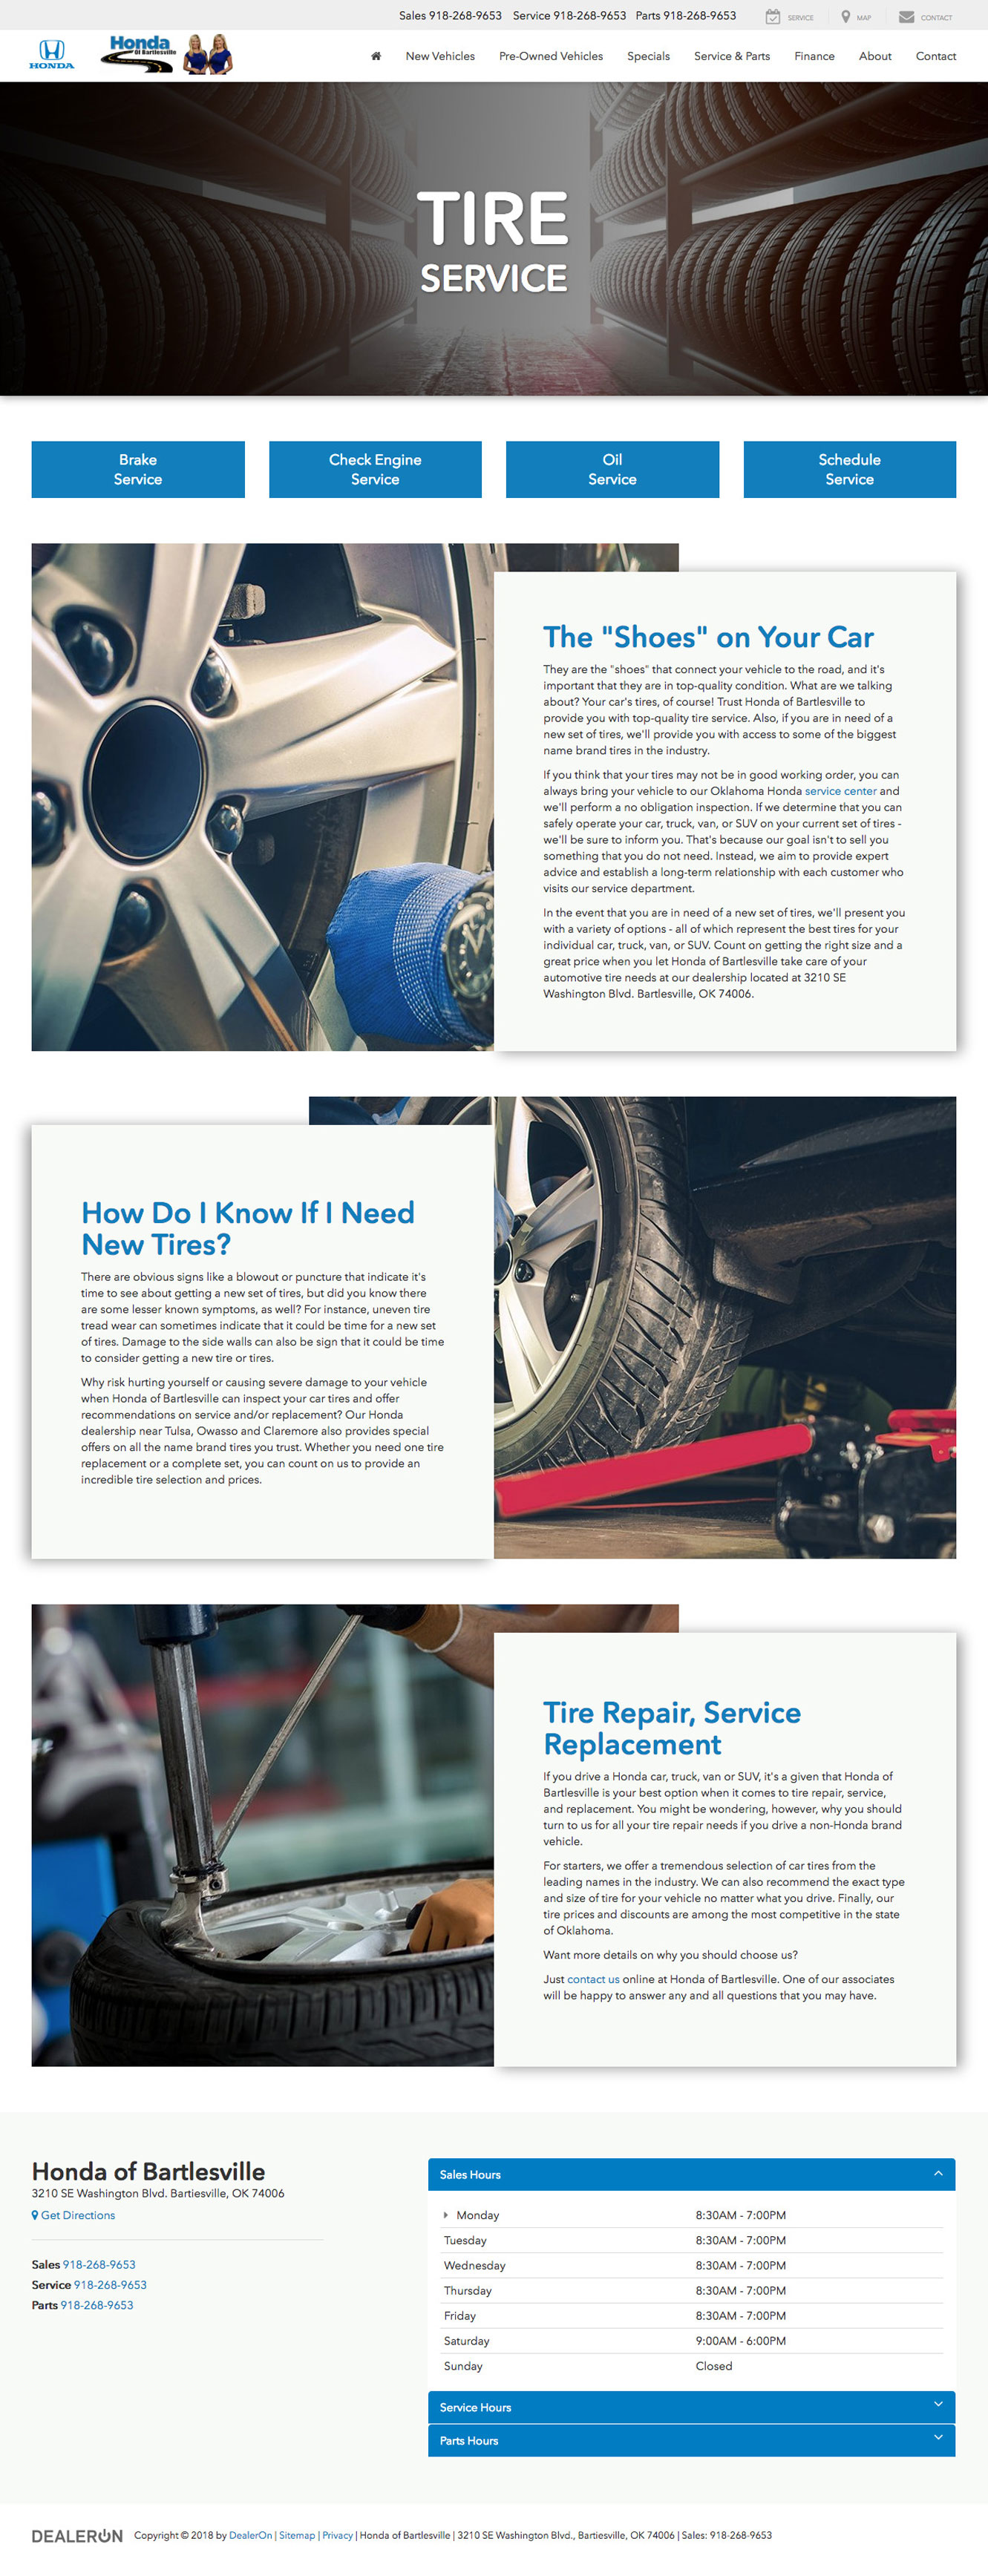 Sales 918-268-9653 Service 918-268-9653 Parts 918-268-9653 SERVICE MAP CONTACT
HONDA
Honda
Of Bartlesville
New Vehicles Pre-Owned Vehicles Specials Service & Parts Finance About Contact
TIRE
SERVICE
Brake
Service
Check Engine
Service
Oil
Service
Schedule
Service
The "Shoes" on Your Car
They are the "shoes" that connect your vehicle to the road, and it's
important that they are in top-quality condition. What are we talking
about? Your car's tires, of course! Trust Honda of Bartlesville to
provide you with top-quality tire service. Also, if you are in need of a
new set of tires, we'll provide you with access to some of the biggest
name brand tires in the industry.
If you think that your tires may not be in good working order, you can
always bring your vehicle to our Oklahoma Honda service center and
we'll perform a no obligation inspection. If we determine that you can
safely operate your car, truck, van, or SUV on your current set of tires -
we'll be sure to inform you. That's because our goal isn't to sell you
something that you do not need. Instead, we aim to provide expert
advice and establish a long-term relationship with each customer who
visits our service department.
In the event that you are in need of a new set of tires, we'll present you
with a variety of options - all of which represent the best tires for your
individual car, truck, van, or SUV. Count on getting the right size and a
great price when you let Honda of Bartlesville take care of your
automotive tire needs at our dealership located at 3210 SE
Washington Blvd. Bartlesville, OK 74006.
How Do I Know If I Need
New Tires?
There are obvious signs like a blowout or puncture that indicate it's
time to see about getting a new set of tires, but did you know there
are some lesser known symptoms, as well? For instance, uneven tire
tread wear can sometimes indicate that it could be time for a new set
of tires. Damage to the side walls can also be sign that it could be time
to consider getting a new tire or tires.
Why risk hurting yourself or causing severe damage to your vehicle
when Honda of Bartlesville can inspect your car tires and offer
recommendations on service and/or replacement? Our Honda
dealership near Tulsa, Owasso and Claremore also provides special
offers on all the name brand tires you trust. Whether you need one tire
replacement or a complete set, you can count on us to provide an
incredible tire selection and prices.
Tire Repair, Service
Replacement
If you drive a Honda car, truck, van or SUV, it's a given that Honda of
Bartlesville is your best option when it comes to tire repair, service,
and replacement. You might be wondering, however, why you should
turn to us for all your tire repair needs if you drive a non-Honda brand
vehicle.
For starters, we offer a tremendous selection of car tires from the
leading names in the industry. We can also recommend the exact type
and size of tire for your vehicle no matter what you drive. Finally, our
tire prices and discounts are among the most competitive in the state
of Oklahoma.
Want more details on why you should choose us?
Just contact us online at Honda of Bartlesville. One of our associates
will be happy to answer any and all questions that you may have.
Honda of Bartlesville
3210 SE Washington Blvd. Bartiesville, OK 74006
Get Directions
Sales 918-268-9653
Service 918-268-9653
Parts 918-268-9653
Sales Hours
Monday 8:30AM - 7:00PM
Tuesday 8:30AM - 7:00PM
Wednesday 8:30AM - 7:00PM
Thursday 8:30AM - 7:00PM
Friday 8:30AM - 7:00PM
Saturday 9:00AM - 6:00PM
Sunday Closed
Service Hours
Parts Hours
DEALERON Copyright © 2018 by DealerOn | Sitemap | Privacy | Honda of Bartlesville | 3210 SE Washington Blvd., Bartiesville, OK 74006 | Sales: 918-268-9653